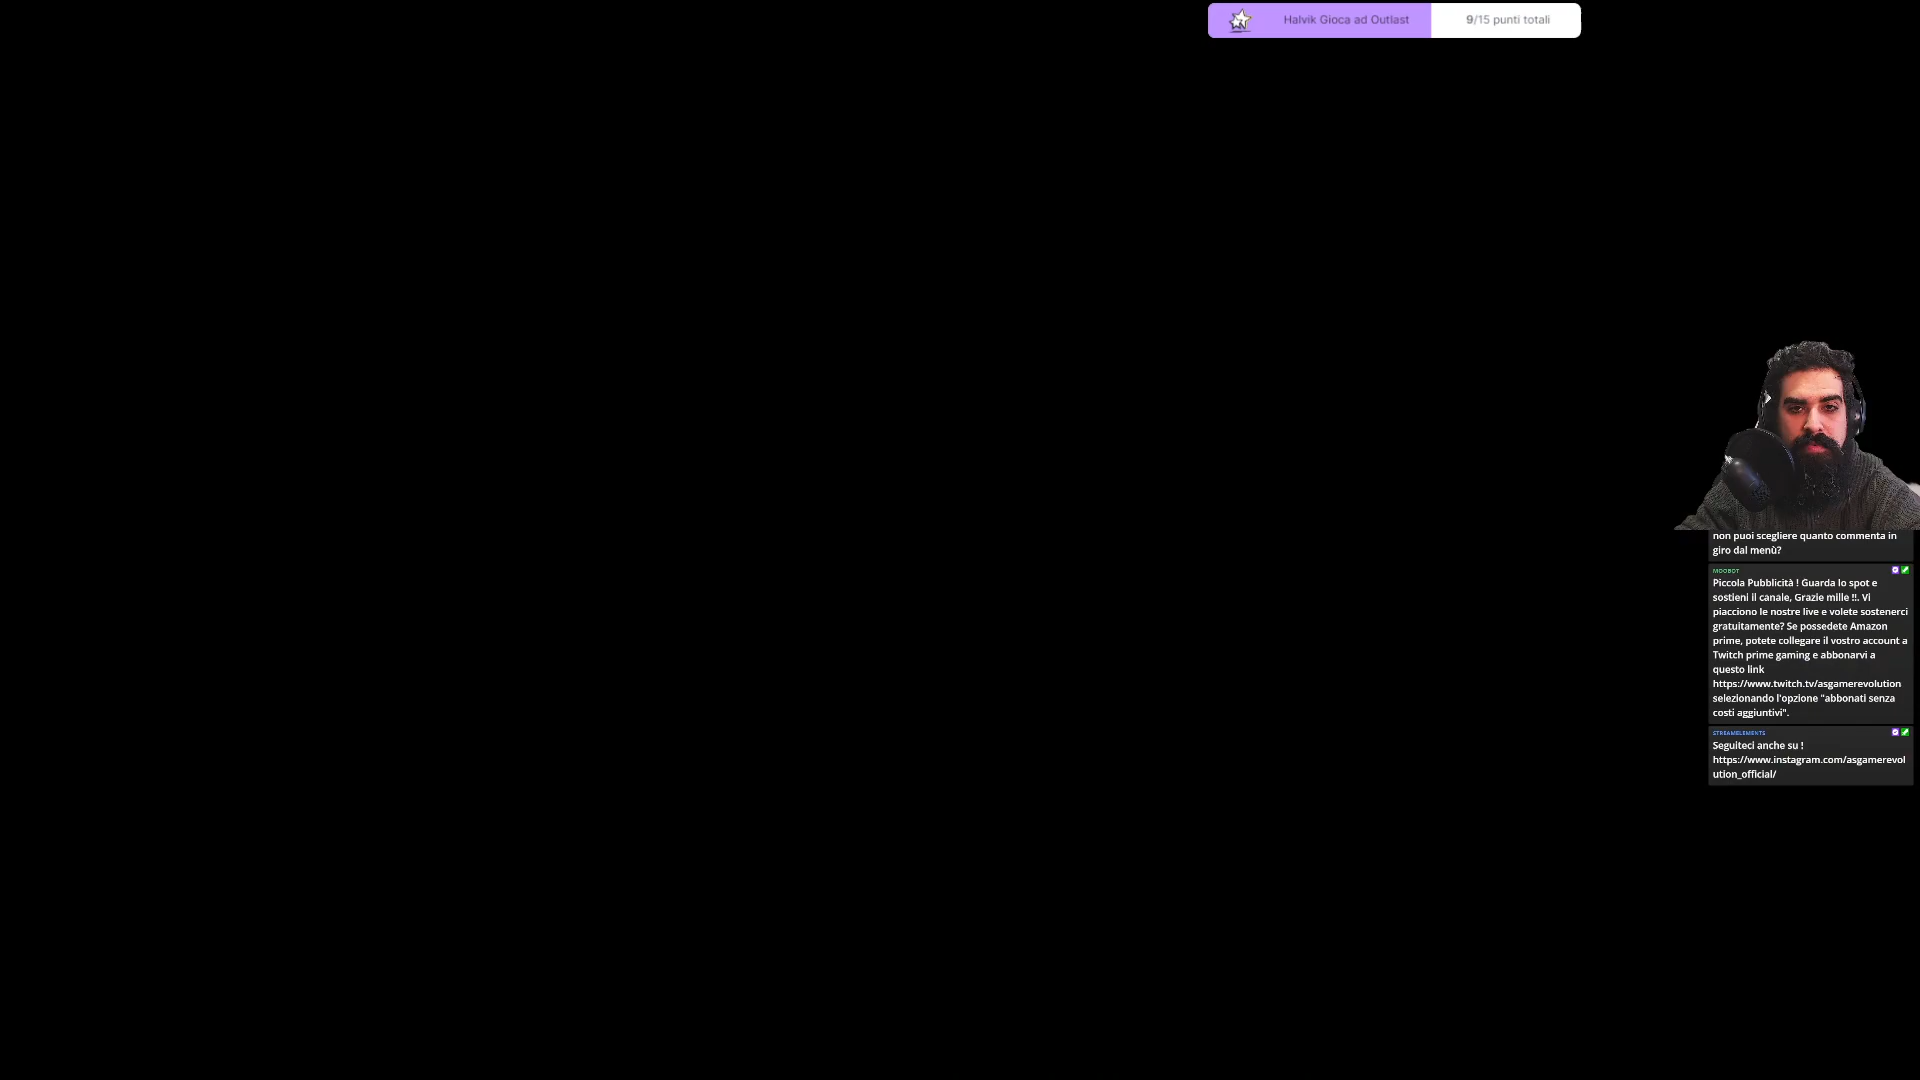 Halvik Gioca ad Outlast
9/15 punti totali
non puoi scegliere quanto commenta in
giro dal menù?
MOOBOT
Piccola Pubblicità ! Guarda lo spot e
sostieni il canale, Grazie mille !!. Vi
piacciono le nostre live e volete sostenerci
gratuitamente? Se possedete Amazon
prime, potete collegare il vostro account a
Twitch prime gaming e abbonarvi a
questo link
https://www.twitch.tv/asgamerevolution
selezionando l'opzione "abbonati senza
costi aggiuntivi".
STREAMELEMENTS
Seguiteci anche su !
https://www.instagram.com/asgamerevol
ution_official/